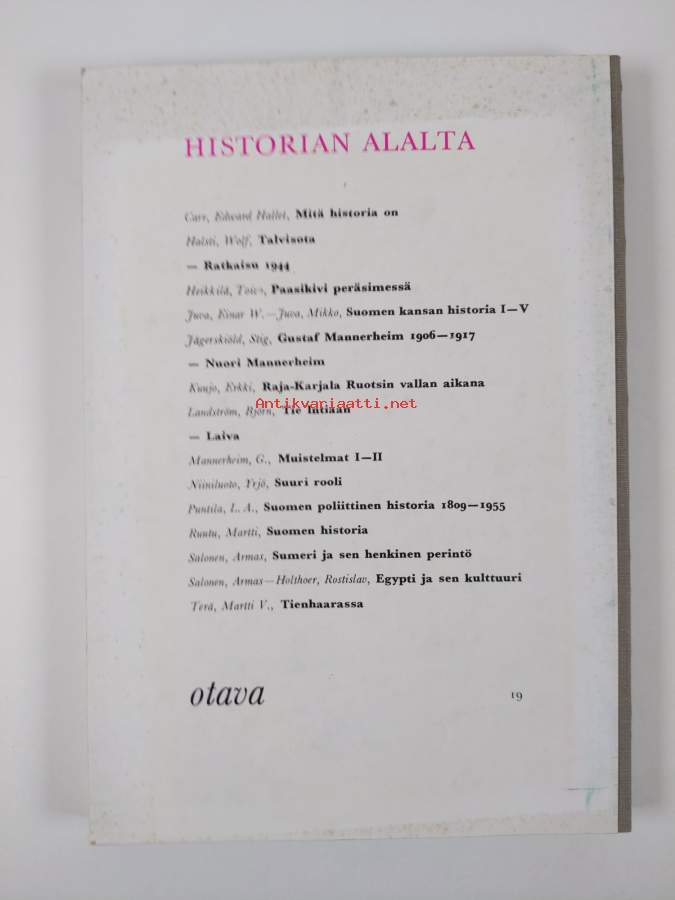 HISTORIAN ALALTA
Carr, Edward Hallet, Mitä historia on
Halsti, Wolf, Talvisota
— Ratkaisu 1944
Heikkilä, Toivo, Paasikivi peräsimessä
Juva, Einar W.—Juva, Mikko, Suomen kansan historia I—V
Jägerskiöld, Stig, Gustaf Mannerheim 1906—1917
— Nuori Mannerheim
Kuujo, Erkki, Raja-Karjala Ruotsin vallan aikana
Antikvariaatti.net
Landström, Björn, Tie Intiaan
— Laiva
Mannerheim, G., Muistelmat I—II
Niiniluoto, Yrjö, Suuri rooli
Puntila, L. A., Suomen poliittinen historia 1809—1955
Ruutu, Martti, Suomen historia
Salonen, Armas, Sumeri ja sen henkinen perintö
Salonen, Armas—Holthoer, Rostislav, Egypti ja sen kulttuuri
Terä, Martti V., Tienhaarassa
otava
19